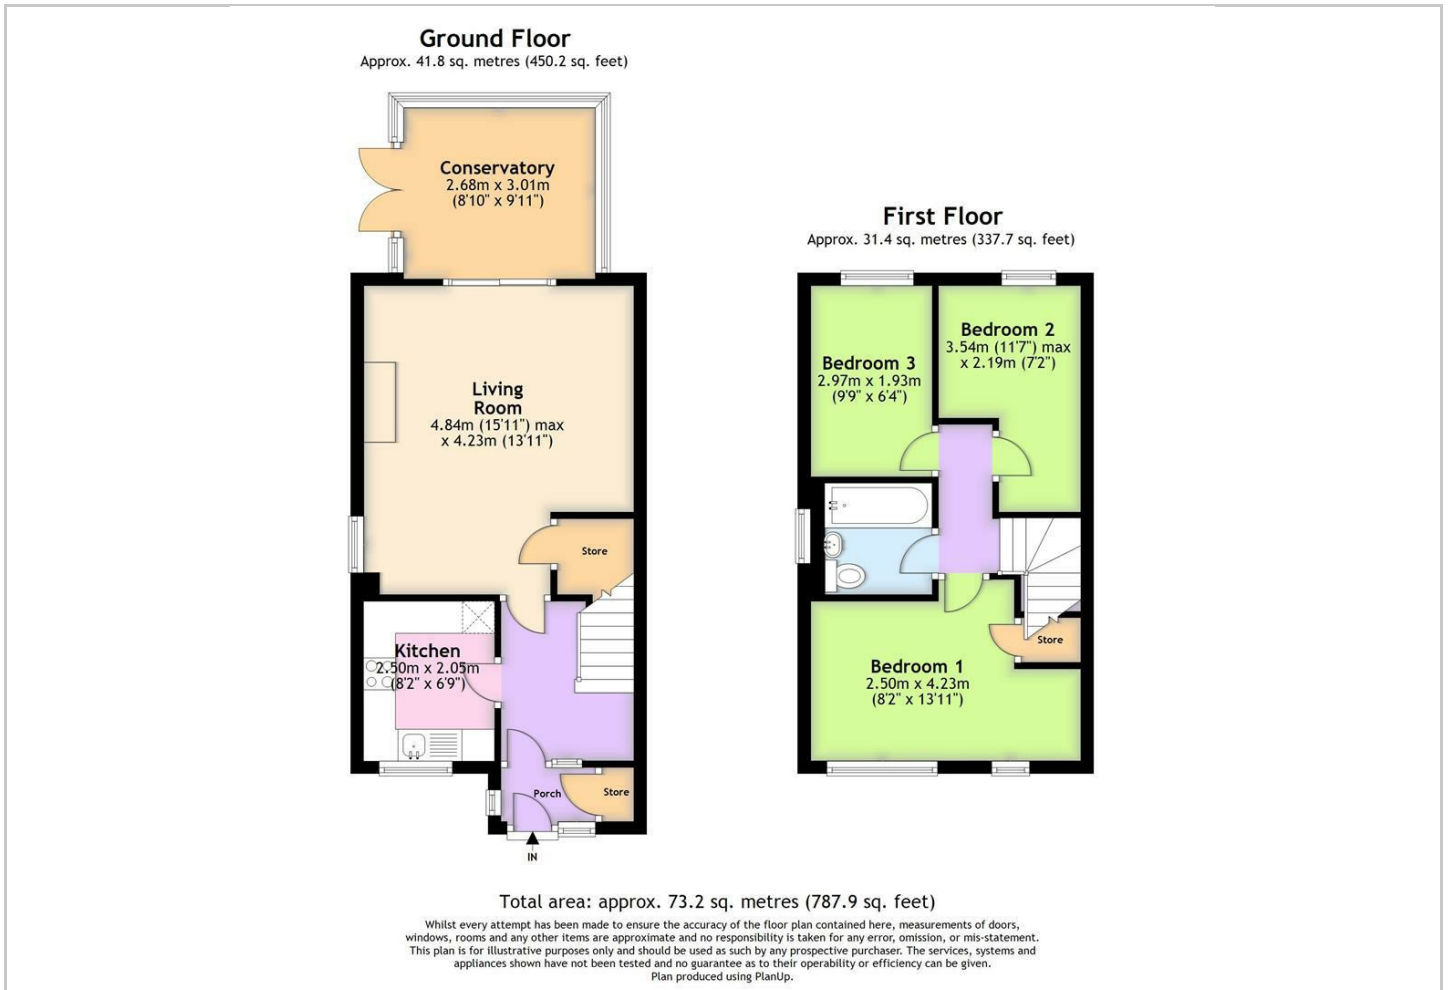 Ground Floor
Approx. 41.8 sq. metres (450.2 sq. feet)
Conservatory
2.68m x 3.01m
(8'10" x 9'11")
Living
Room
4.84m (15'11") max
x 4.23m (13'11")
Store
Kitchen
2.50m x 2.05m
(8'2" x 6'9")
Porch
Store
IN
First Floor
Approx. 31.4 sq. metres (337.7 sq. feet)
Bedroom 2
3.54m (11'7") max
x 2.19m (7'2")
Bedroom 3
2.97m x 1.93m
(9'9" x 6'4")
Store
Bedroom 1
2.50m x 4.23m
(8'2" x 13'11")
Total area: approx. 73.2 sq. metres (787.9 sq. feet)
Whilst every attempt has been made to ensure the accuracy of the floor plan contained here, measurements of doors,
windows, rooms and any other items are approximate and no responsibility is taken for any error, omission, or mis-statement.
This plan is for illustrative purposes only and should be used as such by any prospective purchaser. The services, systems and
appliances shown have not been tested and no guarantee as to their operability or efficiency can be given.
Plan produced using PlanUp.